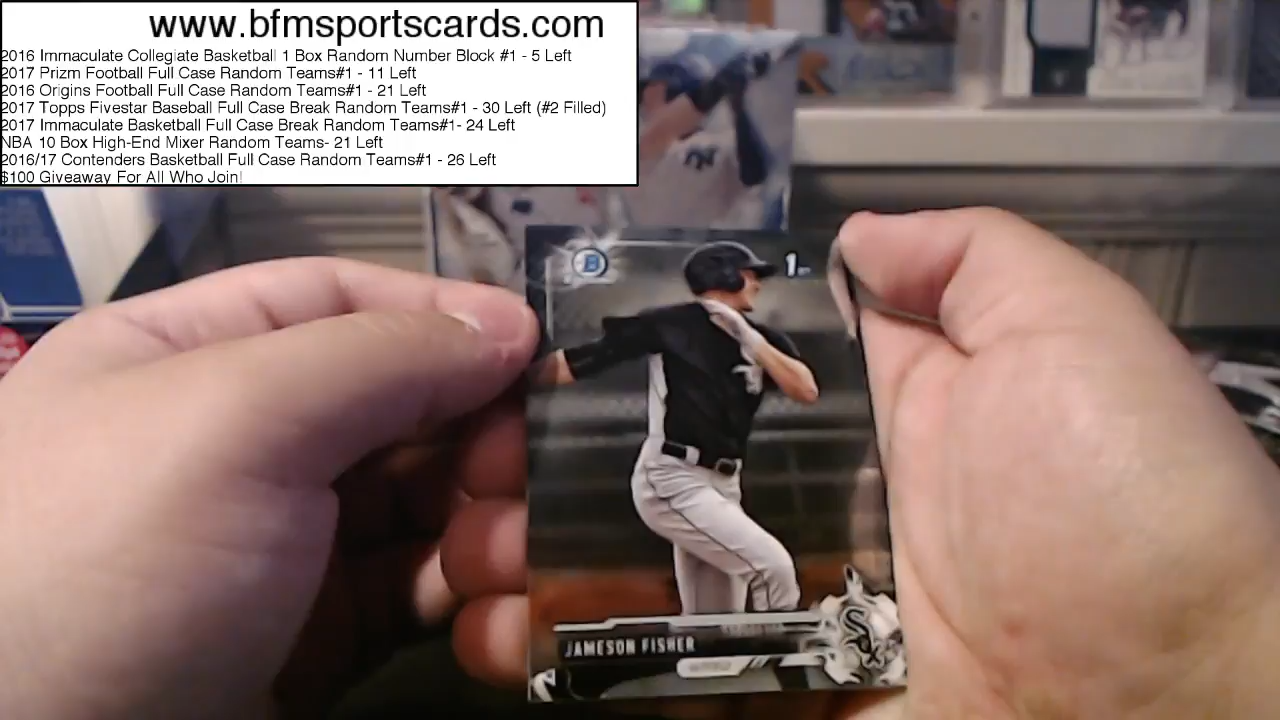 www.bfmsportscards.com
2016 Immaculate Collegiate Basketball 1 Box Random Number Block #1 - 5 Left
2017 Prizm Football Full Case Random Teams#1 - 11 Left
2016 Origins Football Full Case Random Teams#1 - 21 Left
2017 Topps Fivestar Baseball Full Case Break Random Teams#1 - 30 Left (#2 Filled)
2017 Immaculate Basketball Full Case Break Random Teams#1- 24 Left
NBA 10 Box High-End Mixer Random Teams- 21 Left
2016/17 Contenders Basketball Full Case Random Teams#1 - 26 Left
$100 Giveaway For All Who Join!
B
1st
JAMESON FISHER
Sox